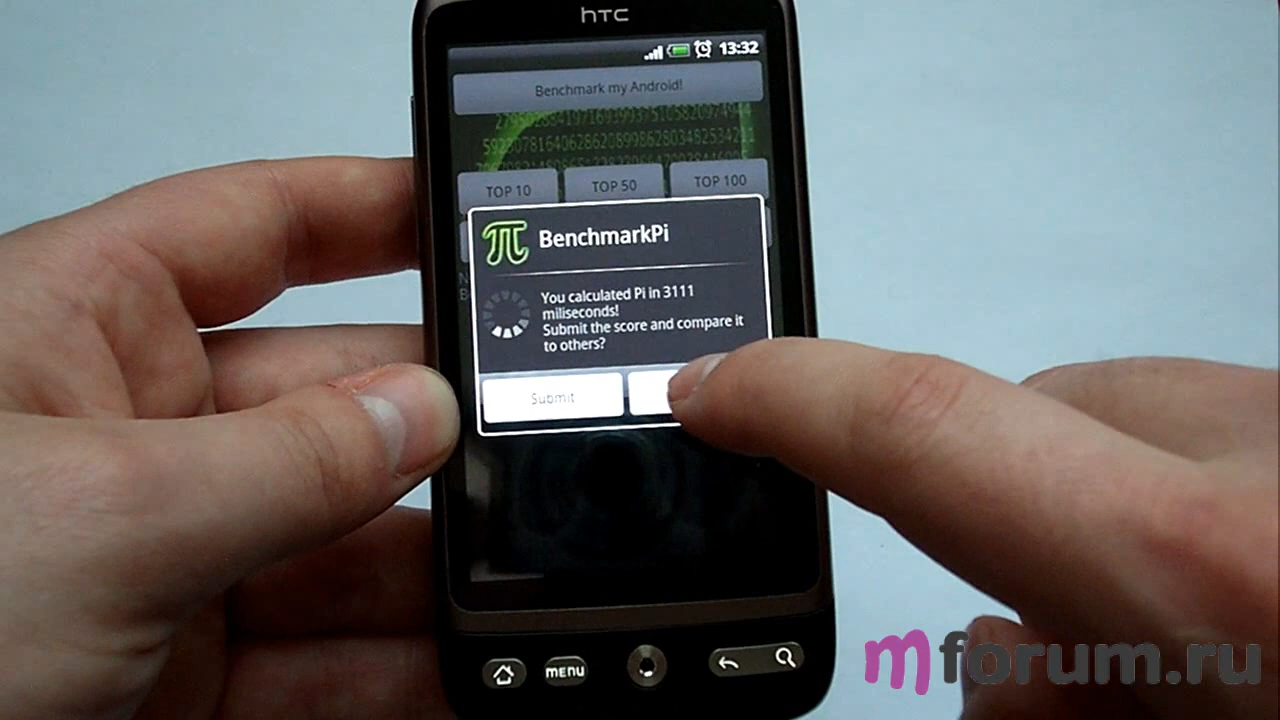 hTC
13:32
Benchmark my Android!
59230781640628620899862803482534211
TOP 10
TOP 50
TOP 100
BenchmarkPi
You calculated Pi in 3111
miliseconds!
Submit the score and compare it
to others?
Submit
MENU
mforum.ru